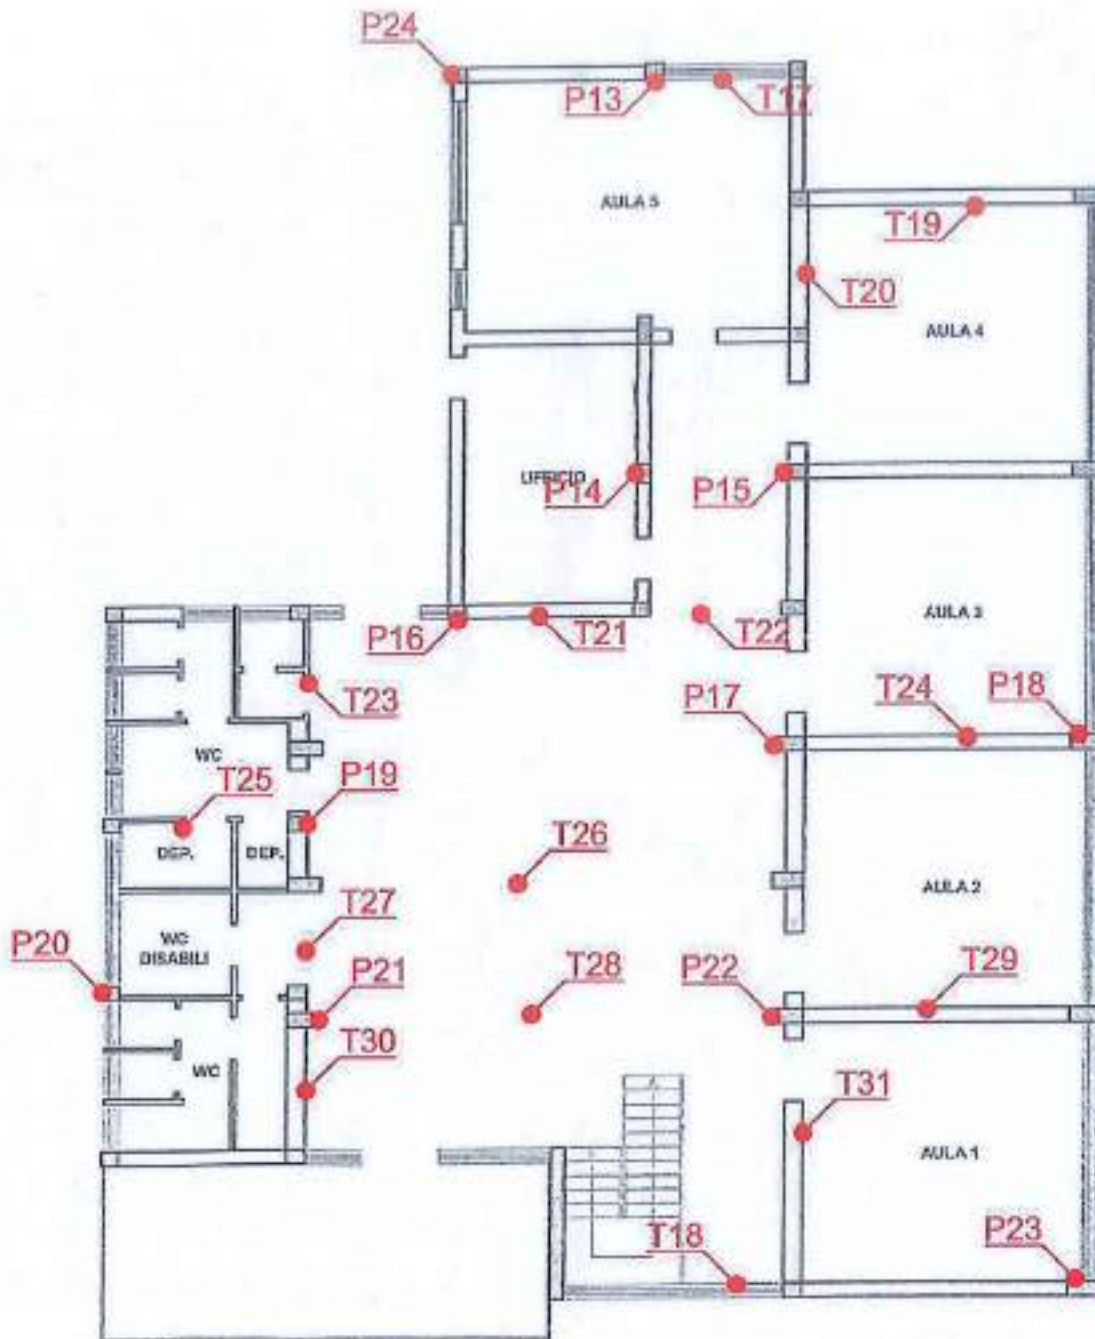 P24
P13
T17
AULA 5
T19
T20
AULA 4
UFFICIO
P14
P15
P16
T21
T22
AULA 3
T23
P17
T24
P18
WC
T25
P19
DEP.
DEP.
T26
AULA 2
T27
WC
DISABILI
P20
P21
T28
P22
T29
T30
WC
T31
AULA 1
T18
P23